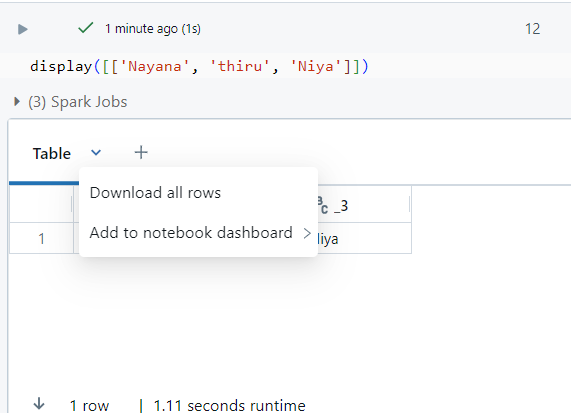 1 minute ago (1s)
12
display([['Nayana', 'thiru', 'Niya']])
(3) Spark Jobs
Table
Download all rows
Add to notebook dashboard
_3
1
iya
1 row | 1.11 seconds runtime